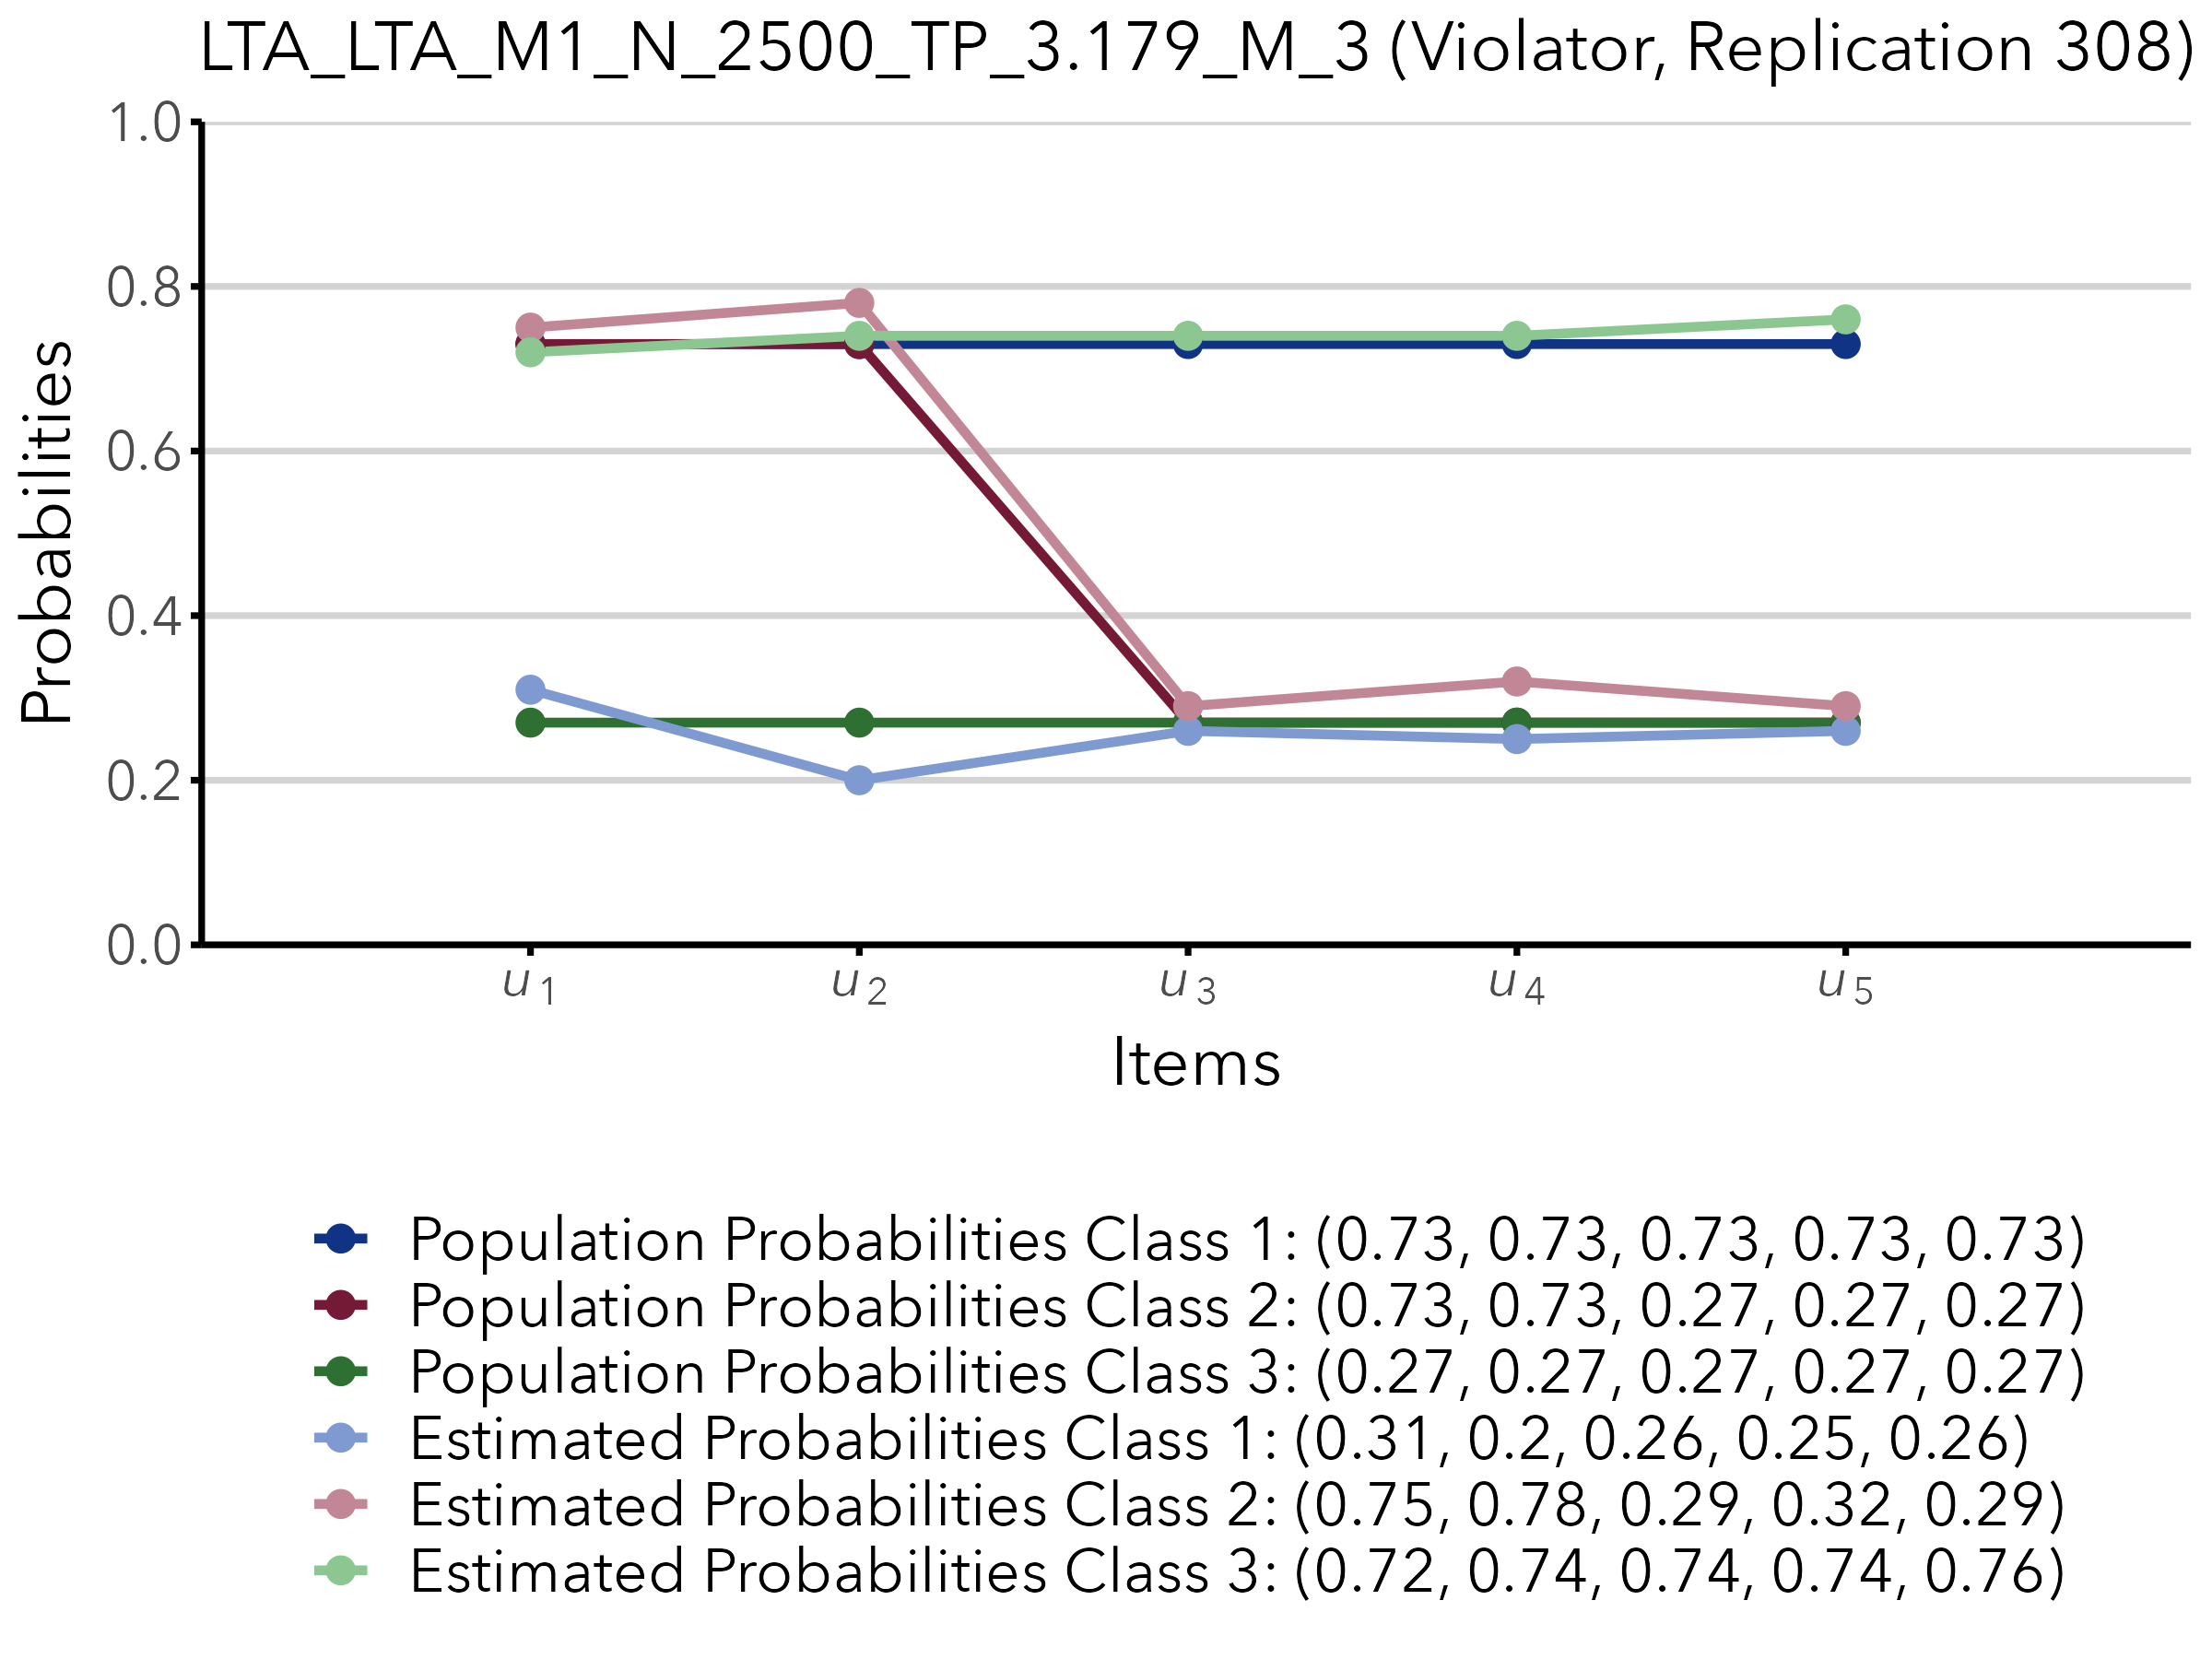 LTA_LTA_M1_N_2500_TP_3.179_M_3 (Violator, Replication 308)
1.0
0.8
0.6
0.4
0.2
0.0
Probabilities
u1 u2 u3 u4 u5
Items
Population Probabilities Class 1: (0.73, 0.73, 0.73, 0.73, 0.73)
Population Probabilities Class 2: (0.73, 0.73, 0.27, 0.27, 0.27)
Population Probabilities Class 3: (0.27, 0.27, 0.27, 0.27, 0.27)
Estimated Probabilities Class 1: (0.31, 0.2, 0.26, 0.25, 0.26)
Estimated Probabilities Class 2: (0.75, 0.78, 0.29, 0.32, 0.29)
Estimated Probabilities Class 3: (0.72, 0.74, 0.74, 0.74, 0.76)